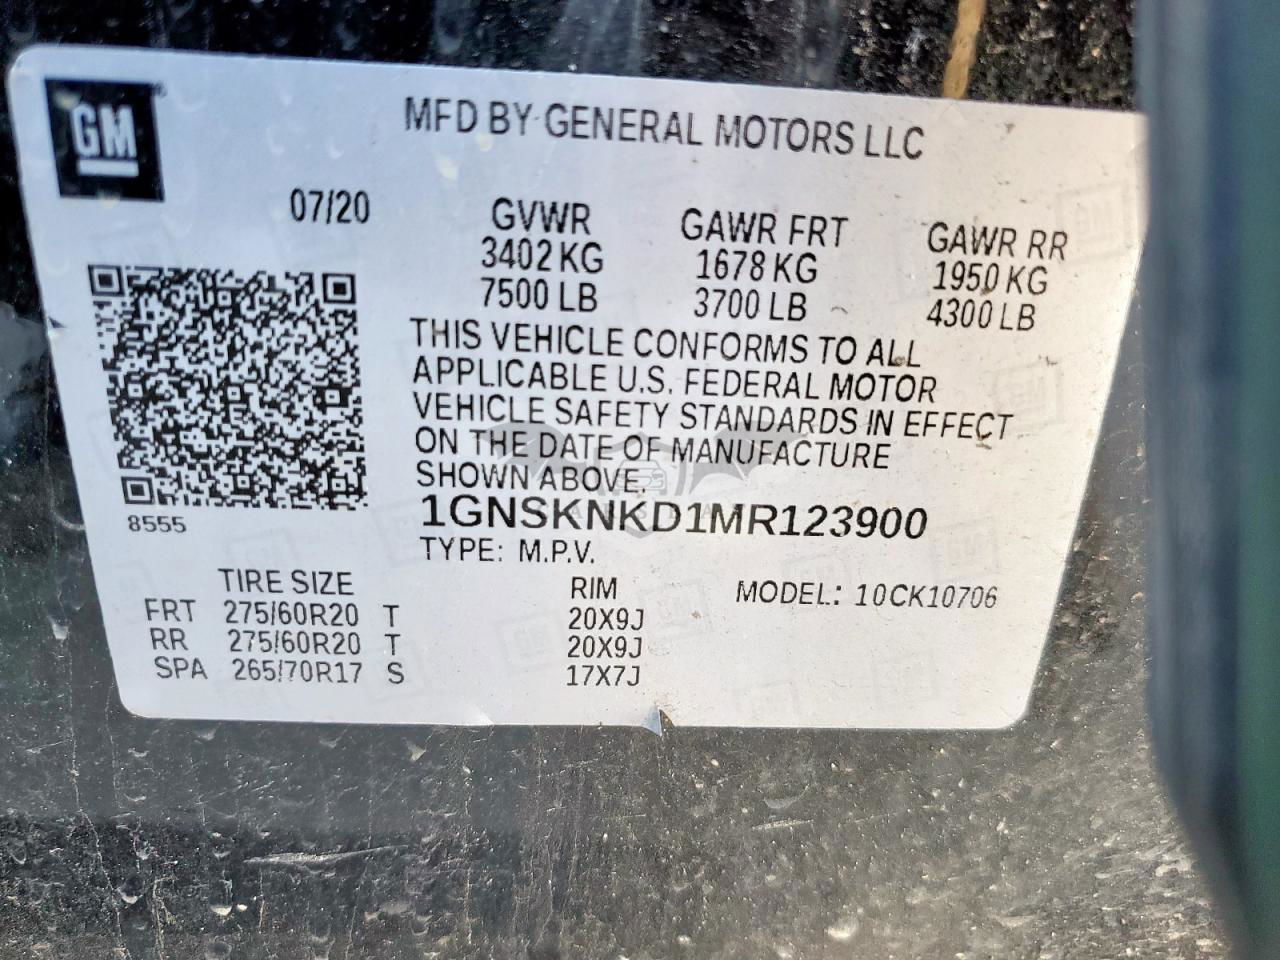 GM
MFD BY GENERAL MOTORS LLC
07/20 GVWR GAWR FRT GAWR RR
3402 KG 1678 KG 1950 KG
7500 LB 3700 LB 4300 LB
THIS VEHICLE CONFORMS TO ALL
APPLICABLE U.S. FEDERAL MOTOR
VEHICLE SAFETY STANDARDS IN EFFECT
ON THE DATE OF MANUFACTURE
SHOWN ABOVE.
8555
1GNSKNKD1MR123900
TYPE: M.P.V.
TIRE SIZE RIM MODEL: 10CK10706
FRT 275/60R20 T 20X9J
RR 275/60R20 T 20X9J
SPA 265/70R17 S 17X7J